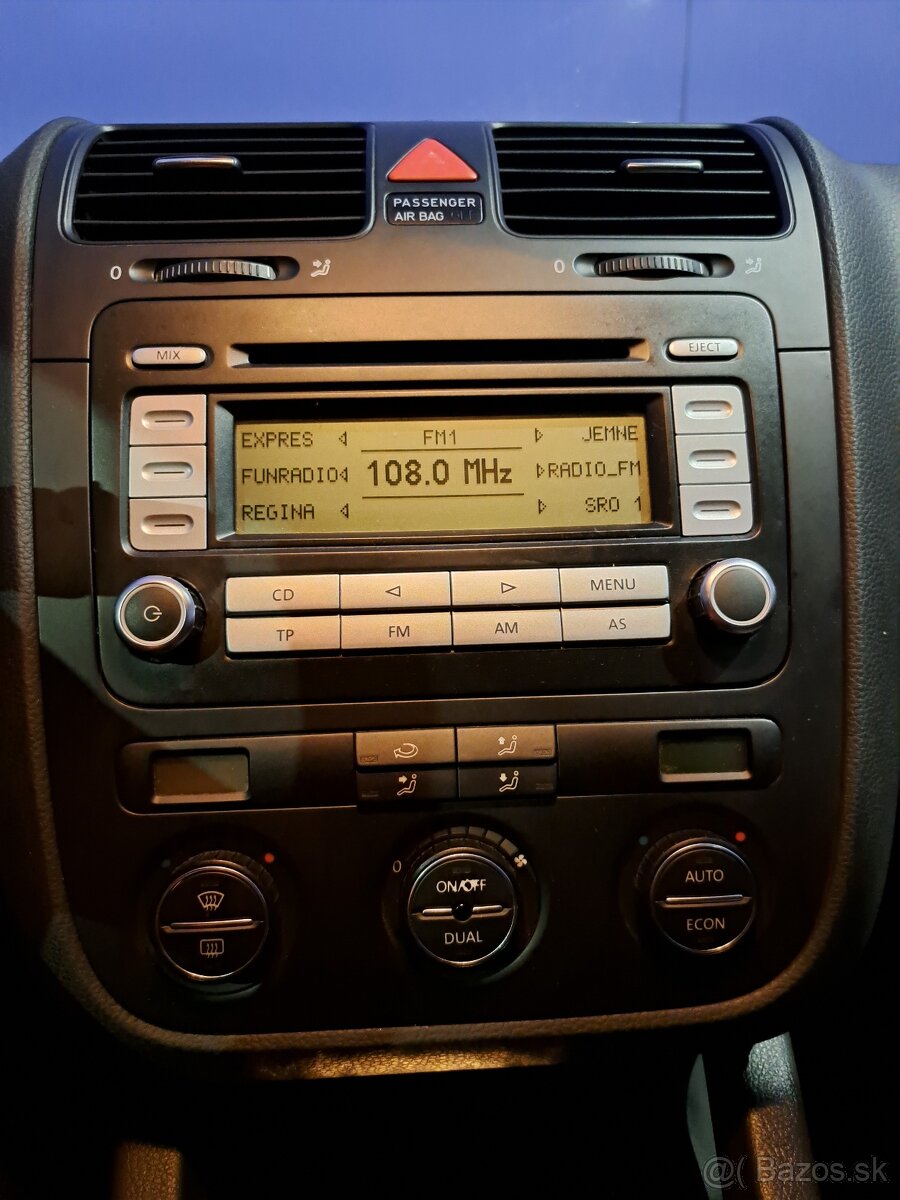 PASSENGER
AIR BAG OFF
0
0
MIX
EJECT
EXPRES FM1 JEMNE
FUNRADIO 108.0 MHz RADIO_FM
REGINA SRO 1
CD MENU
TP FM AM AS
0
ON/OFF
DUAL
AUTO
ECON
@( Bazos.sk